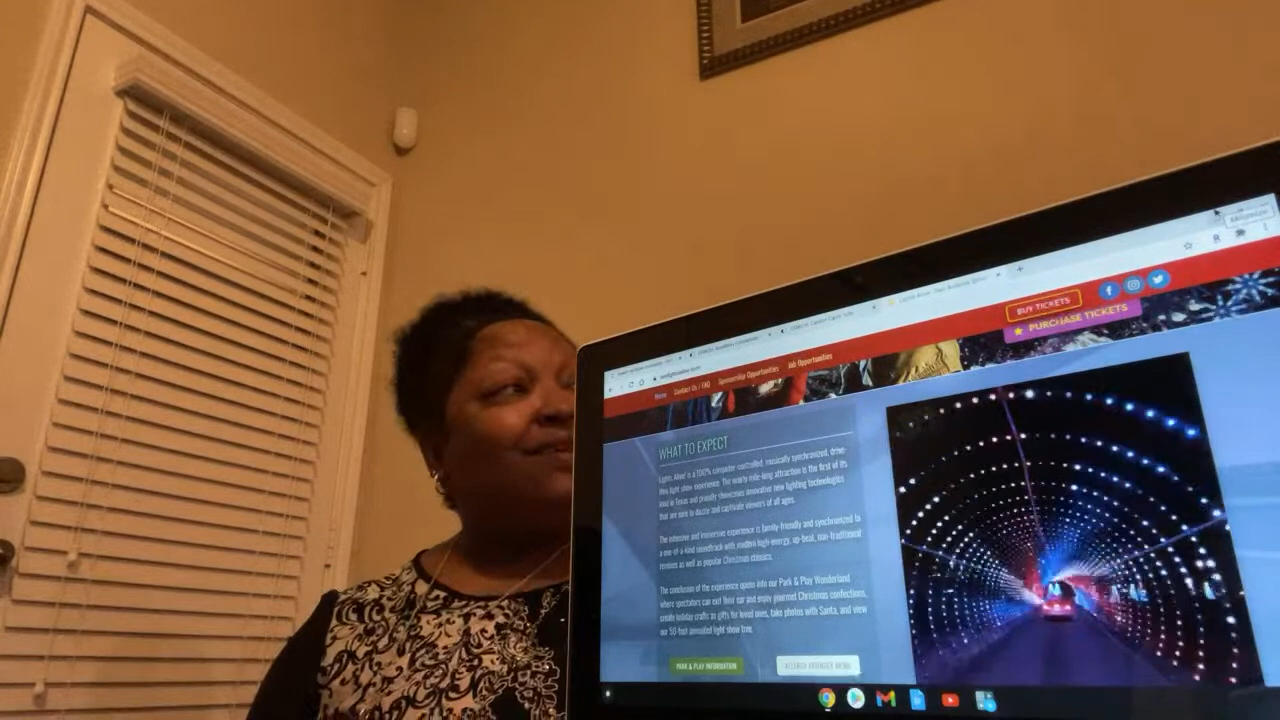 Minimize
BUY TICKETS
PURCHASE TICKETS
Home Contact Us / FAQ Sponsorship Opportunities Job Opportunities
WHAT TO EXPECT
Lights Alive! is a 100% computer-controlled, musically synchronized, drive-
thru light show experience. The nearly mile-long attraction is the first of its
kind in Texas and proudly showcases innovative new lighting technologies
that are sure to dazzle and captivate viewers of all ages.
The intensive and immersive experience is family-friendly and synchronized to
a one-of-a-kind soundtrack with modern high-energy, up-beat, non-traditional
remixes as well as popular Christmas classics.
The conclusion of the experience opens into our Park & Play Wonderland
where spectators can exit their car and enjoy gourmet Christmas confections,
create holiday crafts as gifts for loved ones, take photos with Santa, and view
our 50-foot animated light show tree.
PARK & PLAY INFORMATION
MENU